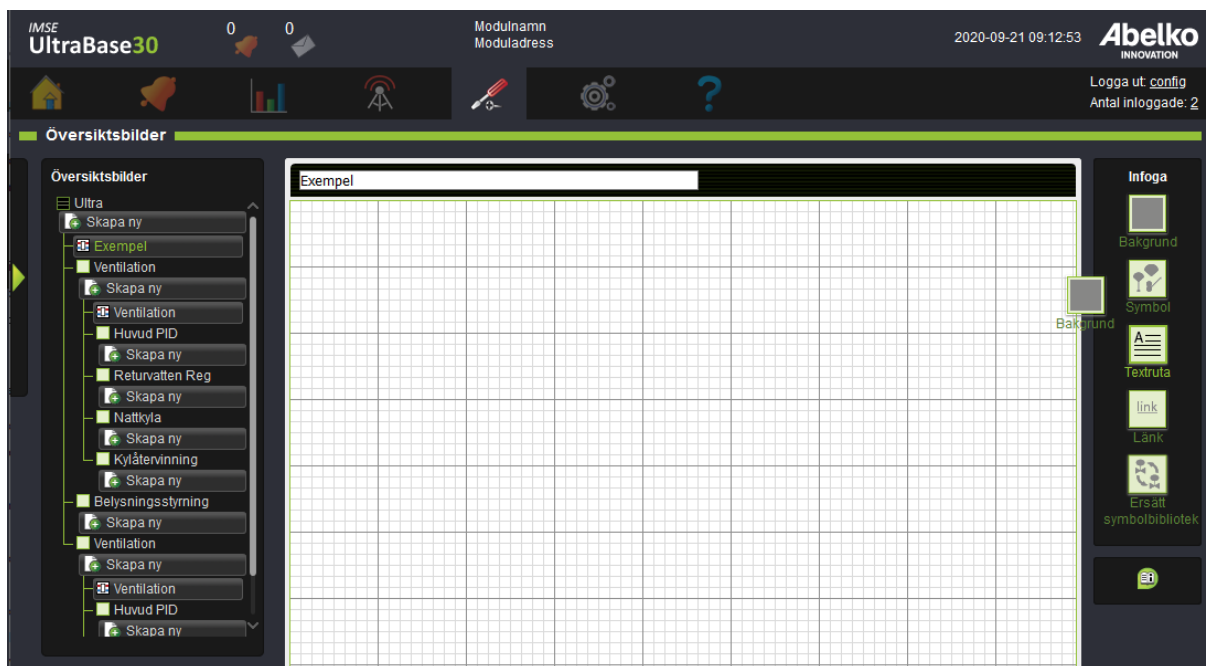 IMSE
UltraBase30
0
0
Modulnamn
Moduladress
2020-09-21 09:12:53
Abelko
INNOVATION
Logga ut: config
Antal inloggade: 2
Översiktsbilder
Översiktsbilder
Ultra
Skapa ny
Exempel
Ventilation
Skapa ny
Ventilation
Huvud PID
Skapa ny
Returvatten Reg
Skapa ny
Nattkyla
Skapa ny
Kylåtervinning
Skapa ny
Belysningsstyrning
Skapa ny
Ventilation
Skapa ny
Ventilation
Huvud PID
Skapa ny
Exempel
Bakgrund
Infoga
Bakgrund
Symbol
A
Textruta
link
Länk
Ersätt
symbolbibliotek